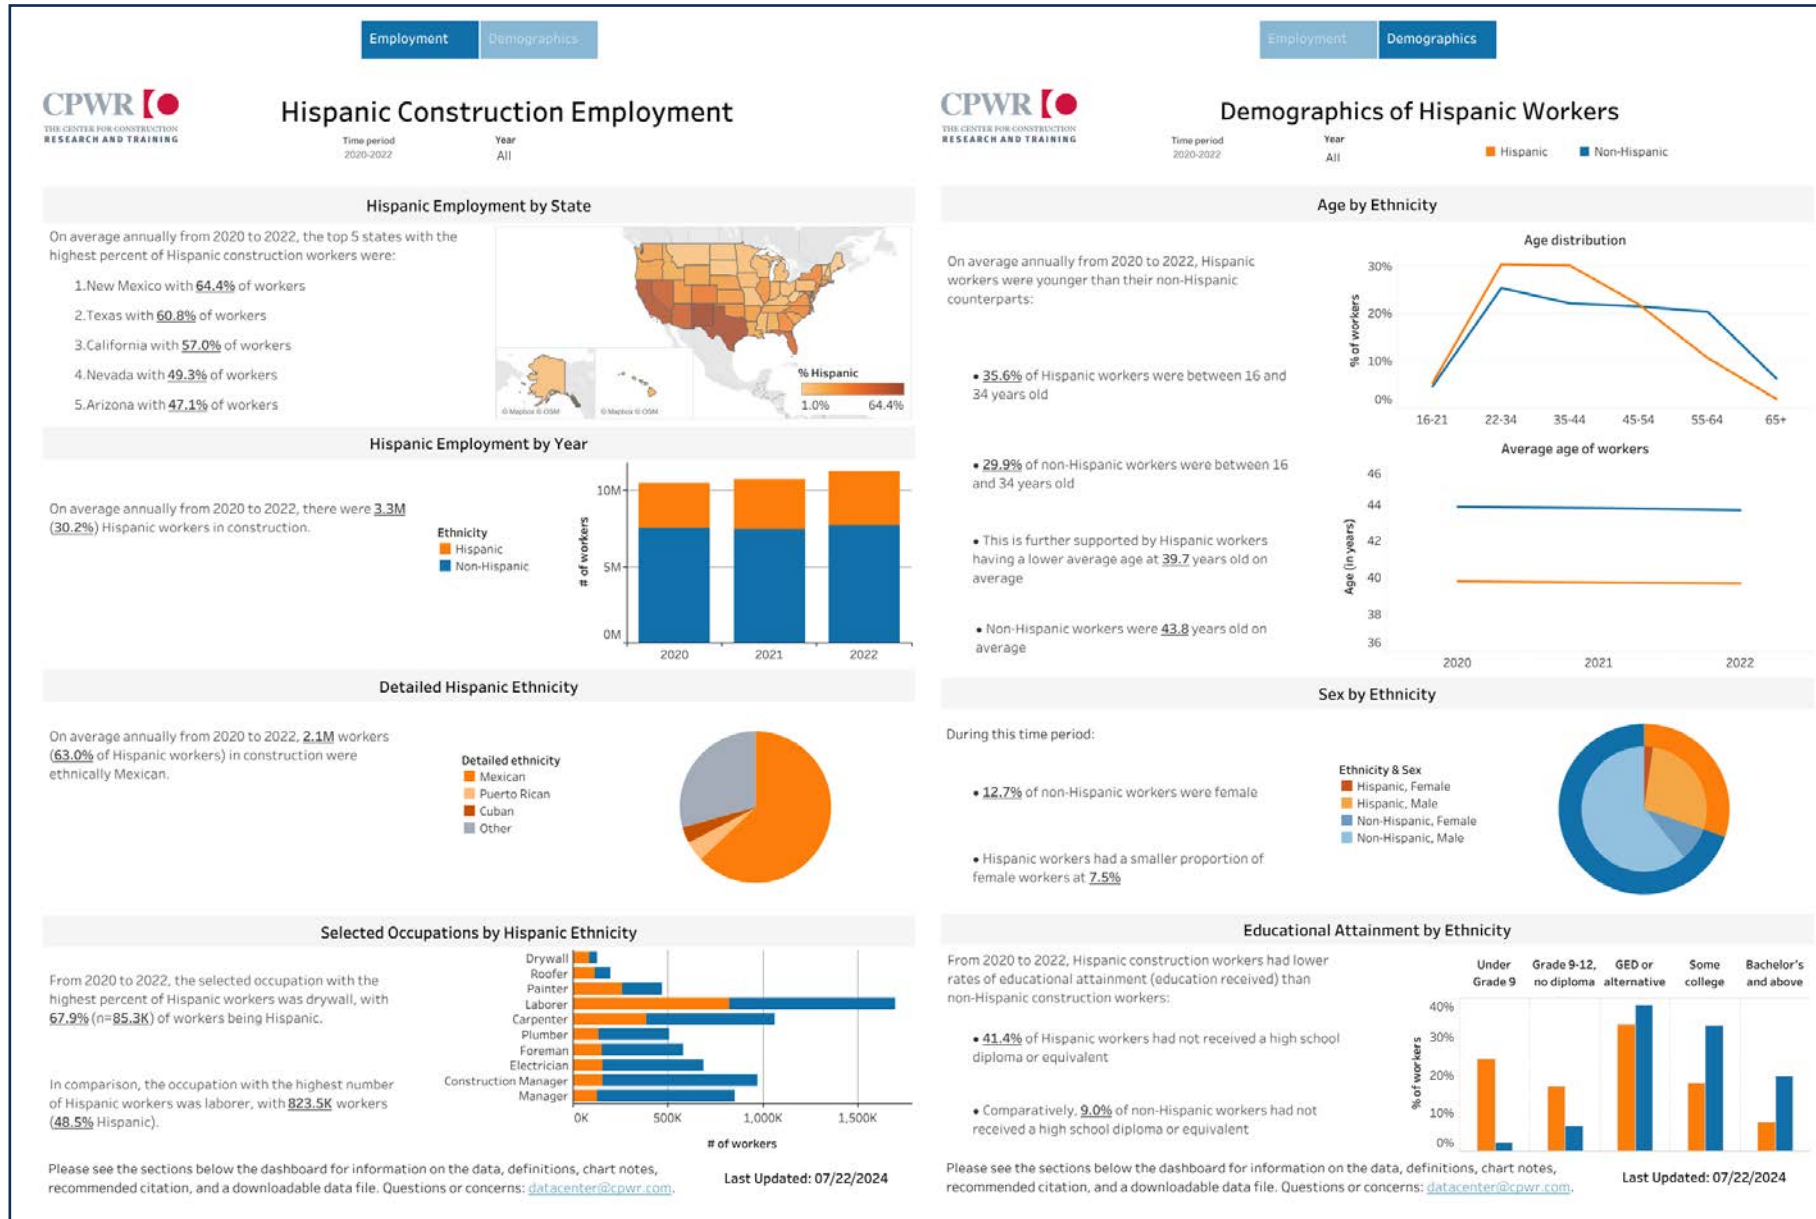 Employment
Demographics
CPWR
THE CENTER FOR CONSTRUCTION
RESEARCH AND TRAINING
Hispanic Construction Employment
Time period
2020-2022
Year
All
Hispanic Employment by State
On average annually from 2020 to 2022, the top 5 states with the
highest percent of Hispanic construction workers were:
1.New Mexico with 64.4% of workers
2.Texas with 60.8% of workers
3.California with 57.0% of workers
4.Nevada with 49.3% of workers
5.Arizona with 47.1% of workers
© Mapbox © OSM
© Mapbox © OSM
% Hispanic
1.0%
64.4%
Hispanic Employment by Year
On average annually from 2020 to 2022, there were 3.3M
(30.2%) Hispanic workers in construction.
Ethnicity
Hispanic
Non-Hispanic
# of workers
10M
5M
0M
2020
2021
2022
Detailed Hispanic Ethnicity
On average annually from 2020 to 2022, 2.1M workers
(63.0% of Hispanic workers) in construction were
ethnically Mexican.
Detailed ethnicity
Mexican
Puerto Rican
Cuban
Other
Selected Occupations by Hispanic Ethnicity
From 2020 to 2022, the selected occupation with the
highest percent of Hispanic workers was drywall, with
67.9% (n=85.3K) of workers being Hispanic.
In comparison, the occupation with the highest number
of Hispanic workers was laborer, with 823.5K workers
(48.5% Hispanic).
Drywall
Roofer
Painter
Laborer
Carpenter
Plumber
Foreman
Electrician
Construction Manager
Manager
0K
500K
1,000K
1,500K
# of workers
Please see the sections below the dashboard for information on the data, definitions, chart notes,
recommended citation, and a downloadable data file. Questions or concerns: datacenter@cpwr.com.
Last Updated: 07/22/2024
Employment
Demographics
CPWR
THE CENTER FOR CONSTRUCTION
RESEARCH AND TRAINING
Demographics of Hispanic Workers
Time period
2020-2022
Year
All
Hispanic
Non-Hispanic
Age by Ethnicity
On average annually from 2020 to 2022, Hispanic
workers were younger than their non-Hispanic
counterparts:
• 35.6% of Hispanic workers were between 16 and
34 years old
• 29.9% of non-Hispanic workers were between 16
and 34 years old
• This is further supported by Hispanic workers
having a lower average age at 39.7 years old on
average
• Non-Hispanic workers were 43.8 years old on
average
Age distribution
% of workers
30%
20%
10%
0%
16-21
22-34
35-44
45-54
55-64
65+
Average age of workers
Age (in years)
46
44
42
40
38
36
2020
2021
2022
Sex by Ethnicity
During this time period:
• 12.7% of non-Hispanic workers were female
• Hispanic workers had a smaller proportion of
female workers at 7.5%
Ethnicity & Sex
Hispanic, Female
Hispanic, Male
Non-Hispanic, Female
Non-Hispanic, Male
Educational Attainment by Ethnicity
From 2020 to 2022, Hispanic construction workers had lower
rates of educational attainment (education received) than
non-Hispanic construction workers:
• 41.4% of Hispanic workers had not received a high school
diploma or equivalent
• Comparatively, 9.0% of non-Hispanic workers had not
received a high school diploma or equivalent
Under
Grade 9
Grade 9-12,
no diploma
GED or
alternative
Some
college
Bachelor's
and above
% of workers
40%
30%
20%
10%
0%
Please see the sections below the dashboard for information on the data, definitions, chart notes,
recommended citation, and a downloadable data file. Questions or concerns: datacenter@cpwr.com.
Last Updated: 07/22/2024